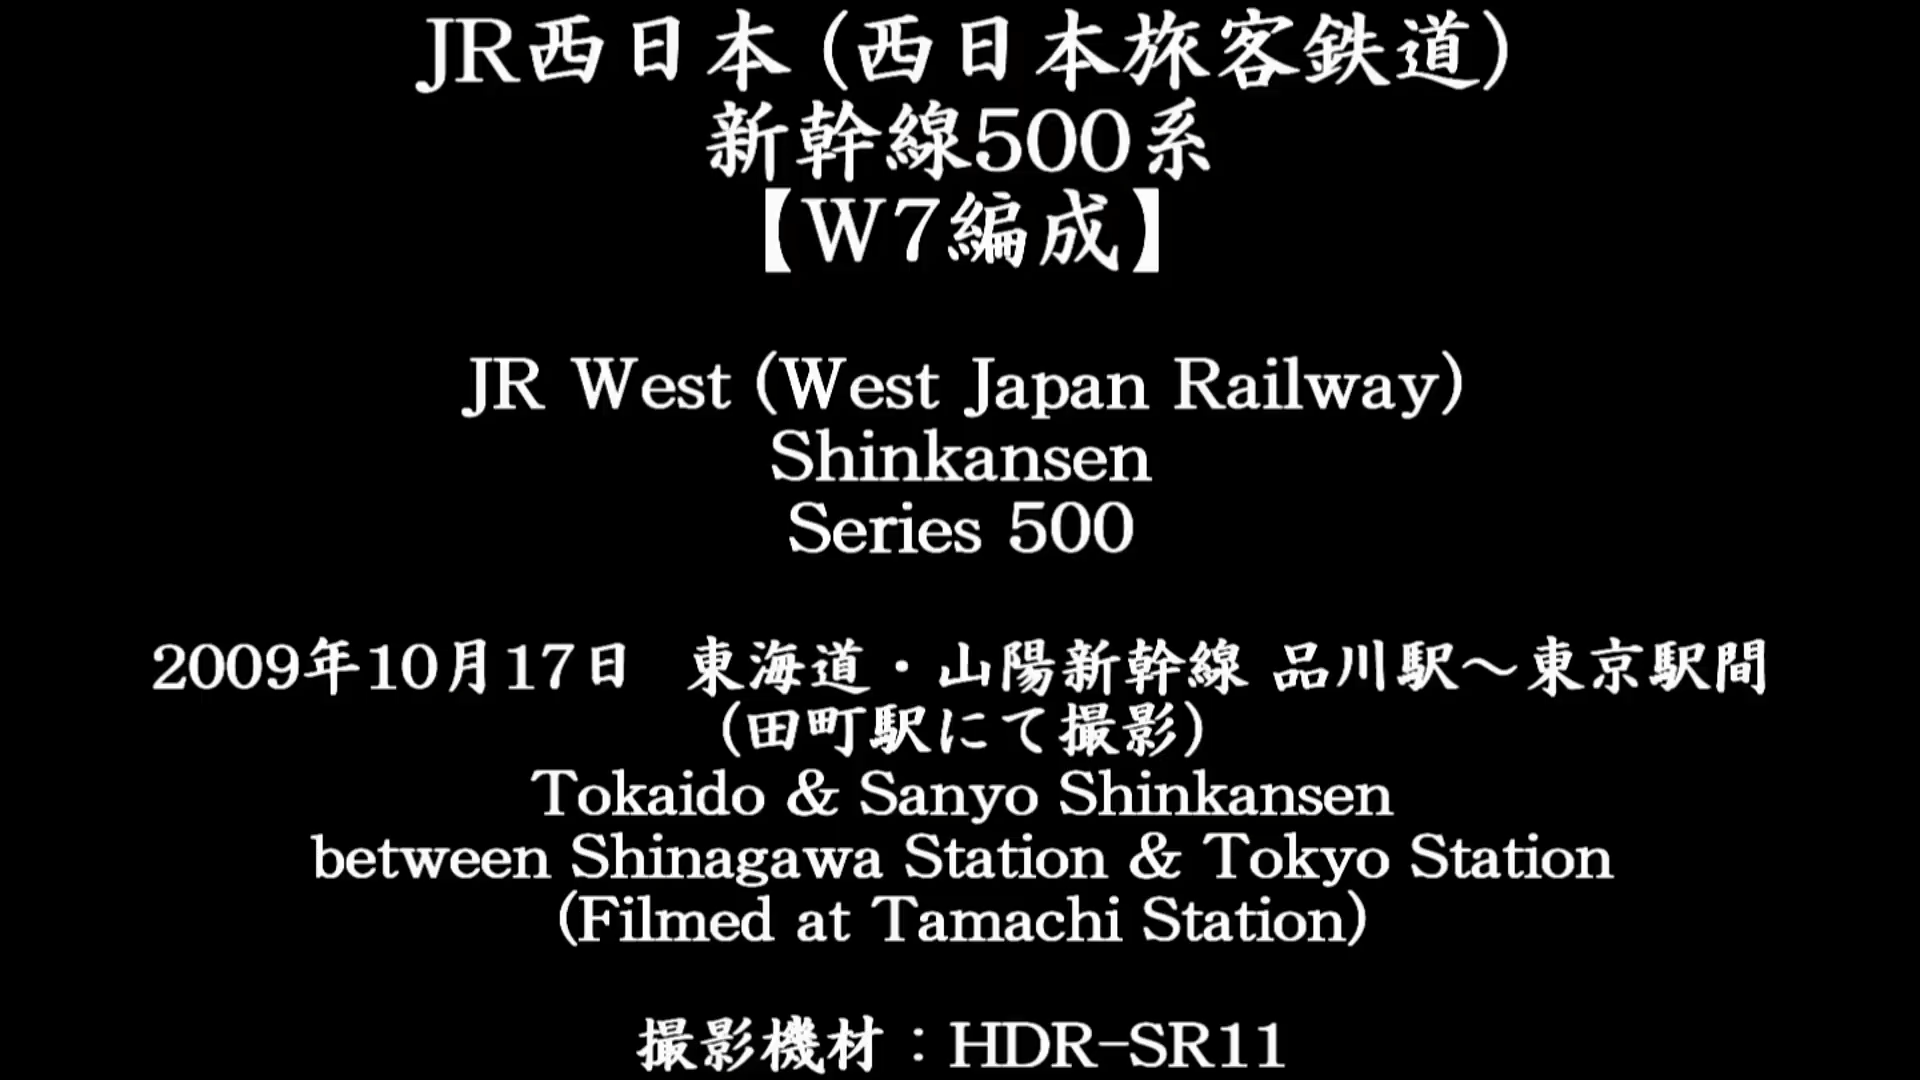 JR西日本(西日本旅客鉄道)
新幹線500系
【W7編成】
JR West (West Japan Railway)
Shinkansen
Series 500
2009年10月17日　東海道・山陽新幹線 品川駅～東京駅間
(田町駅にて撮影)
Tokaido & Sanyo Shinkansen
between Shinagawa Station & Tokyo Station
(Filmed at Tamachi Station)
撮影機材：HDR-SR11